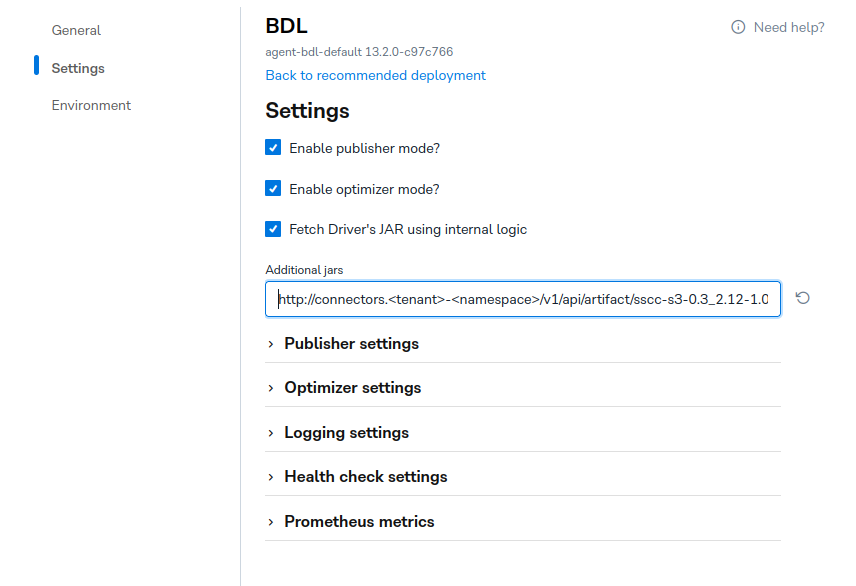 General
Settings
Environment
BDL
agent-bdl-default 13.2.0-c97c766
Back to recommended deployment
Need help?
Settings
Enable publisher mode?
Enable optimizer mode?
Fetch Driver's JAR using internal logic
Additional jars
http://connectors.<tenant>-<namespace>/v1/api/artifact/sscc-s3-0.3_2.12-1.0
Publisher settings
Optimizer settings
Logging settings
Health check settings
Prometheus metrics